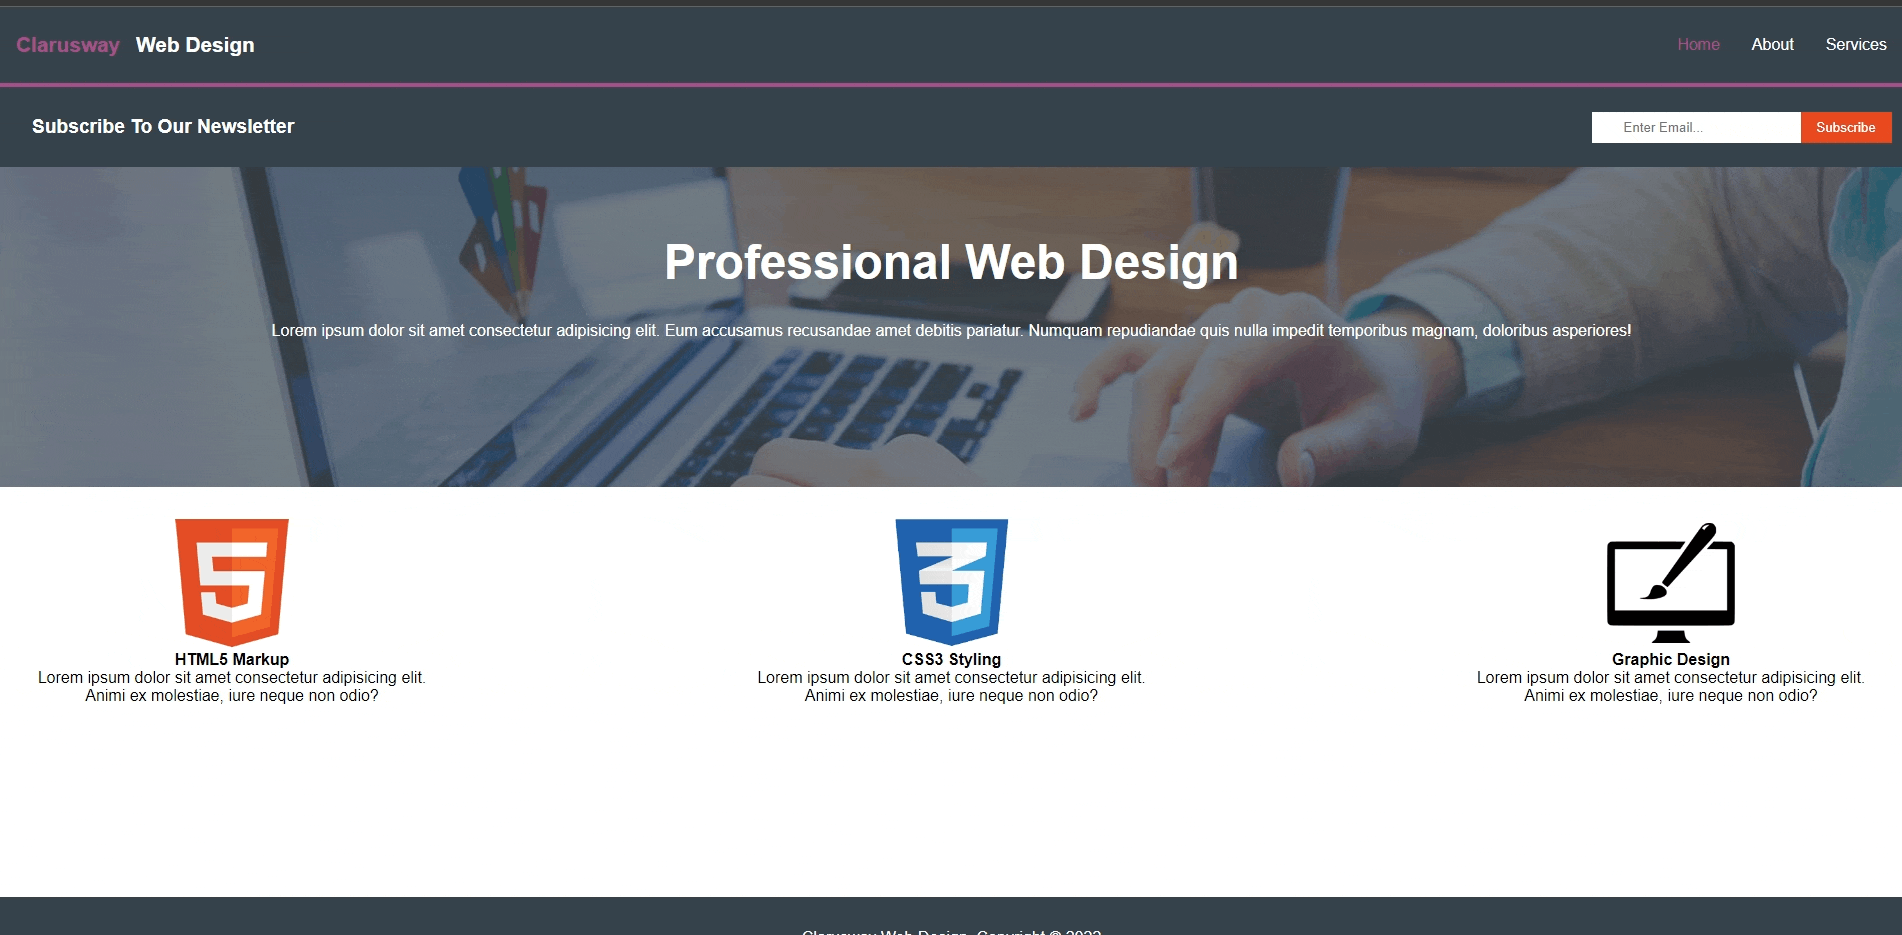 Clarusway Web Design
Home About Services
Subscribe To Our Newsletter
Enter Email... Subscribe
Professional Web Design
Lorem ipsum dolor sit amet consectetur adipisicing elit. Eum accusamus recusandae amet debitis pariatur. Numquam repudiandae quis nulla impedit temporibus magnam, doloribus asperiores!
HTML5 Markup
Lorem ipsum dolor sit amet consectetur adipisicing elit.
Animi ex molestiae, iure neque non odio?
CSS3 Styling
Lorem ipsum dolor sit amet consectetur adipisicing elit.
Animi ex molestiae, iure neque non odio?
Graphic Design
Lorem ipsum dolor sit amet consectetur adipisicing elit.
Animi ex molestiae, iure neque non odio?
Clarusway Web Design, Copyright ©